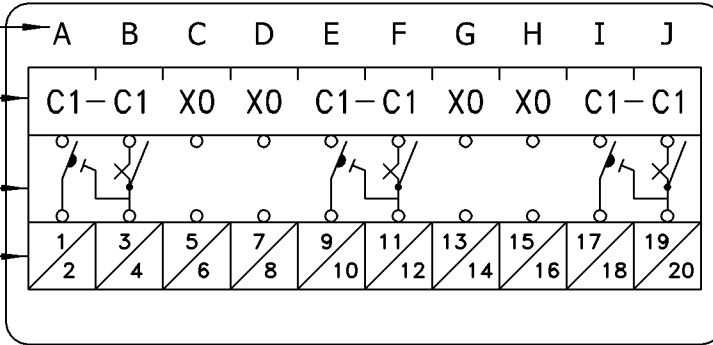 A B C D E F G H I J
C1-C1 X0 X0 C1-C1 X0 X0 C1-C1
1 3 5 7 9 11 13 15 17 19
2 4 6 8 10 12 14 16 18 20